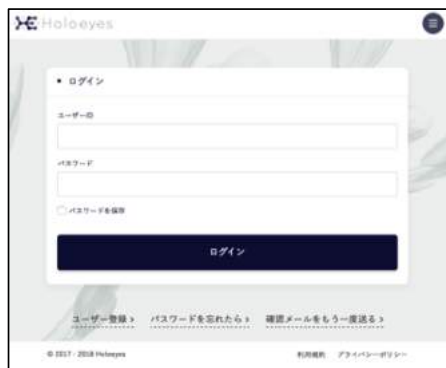 Holoeyes
ログイン
ユーザーID
パスワード
パスワードを保存
ログイン
ユーザー登録 パスワードを忘れたら 確認メールをもう一度送る
© 2017 - 2018 Holoeyes 利用規約 プライバシーポリシー